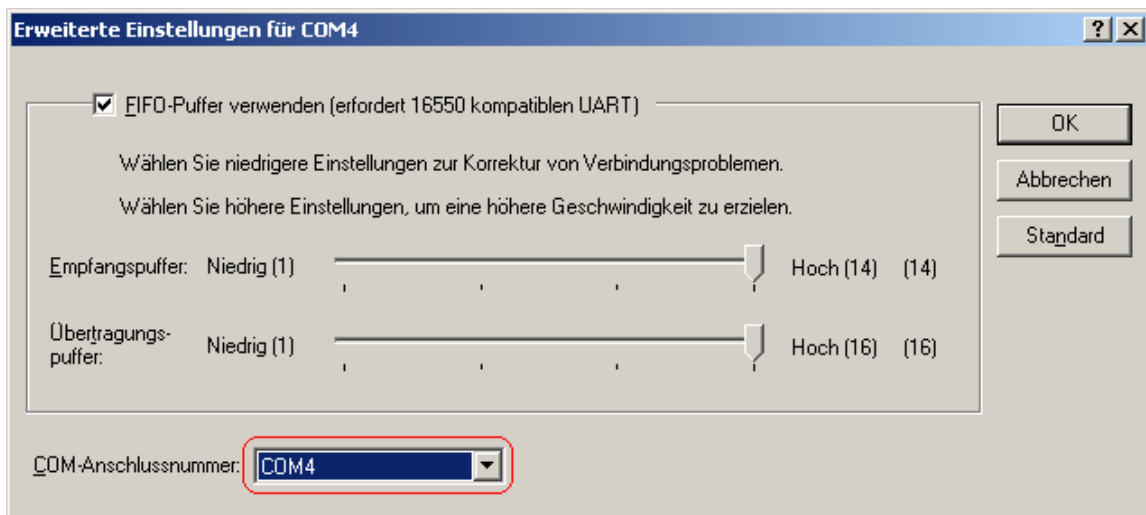 Erweiterte Einstellungen für COM4
FIFO-Puffer verwenden (erfordert 16550 kompatiblen UART)
Wählen Sie niedrigere Einstellungen zur Korrektur von Verbindungsproblemen.
Wählen Sie höhere Einstellungen, um eine höhere Geschwindigkeit zu erzielen.
Empfangspuffer: Niedrig (1) Hoch (14) (14)
Übertragungs-
puffer: Niedrig (1) Hoch (16) (16)
COM-Anschlussnummer: COM4
OK
Abbrechen
Standard